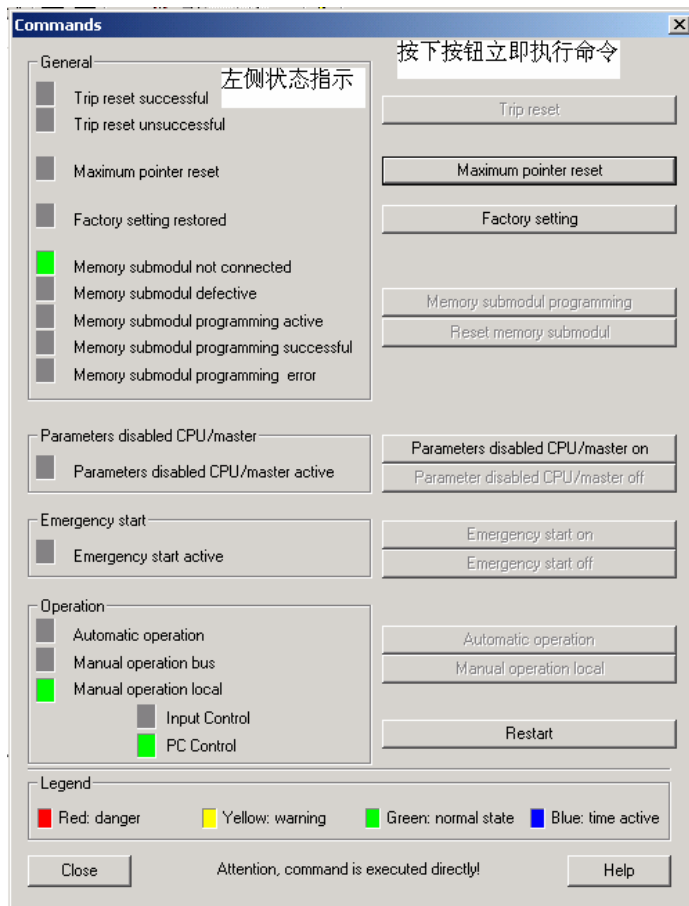 Commands
按下按钮立即执行命令
General
左侧状态指示
Trip reset successful
Trip reset
Trip reset unsuccessful
Maximum pointer reset
Maximum pointer reset
Factory setting restored
Factory setting
Memory submodul not connected
Memory submodul defective
Memory submodul programming
Memory submodul programming active
Reset memory submodul
Memory submodul programming successful
Memory submodul programming error
Parameters disabled CPU/master
Parameters disabled CPU/master on
Parameters disabled CPU/master active
Parameter disabled CPU/master off
Emergency start
Emergency start on
Emergency start active
Emergency start off
Operation
Automatic operation
Automatic operation
Manual operation bus
Manual operation local
Manual operation local
Input Control
PC Control
Restart
Legend
Red: danger
Yellow: warning
Green: normal state
Blue: time active
Close
Attention, command is executed directly!
Help